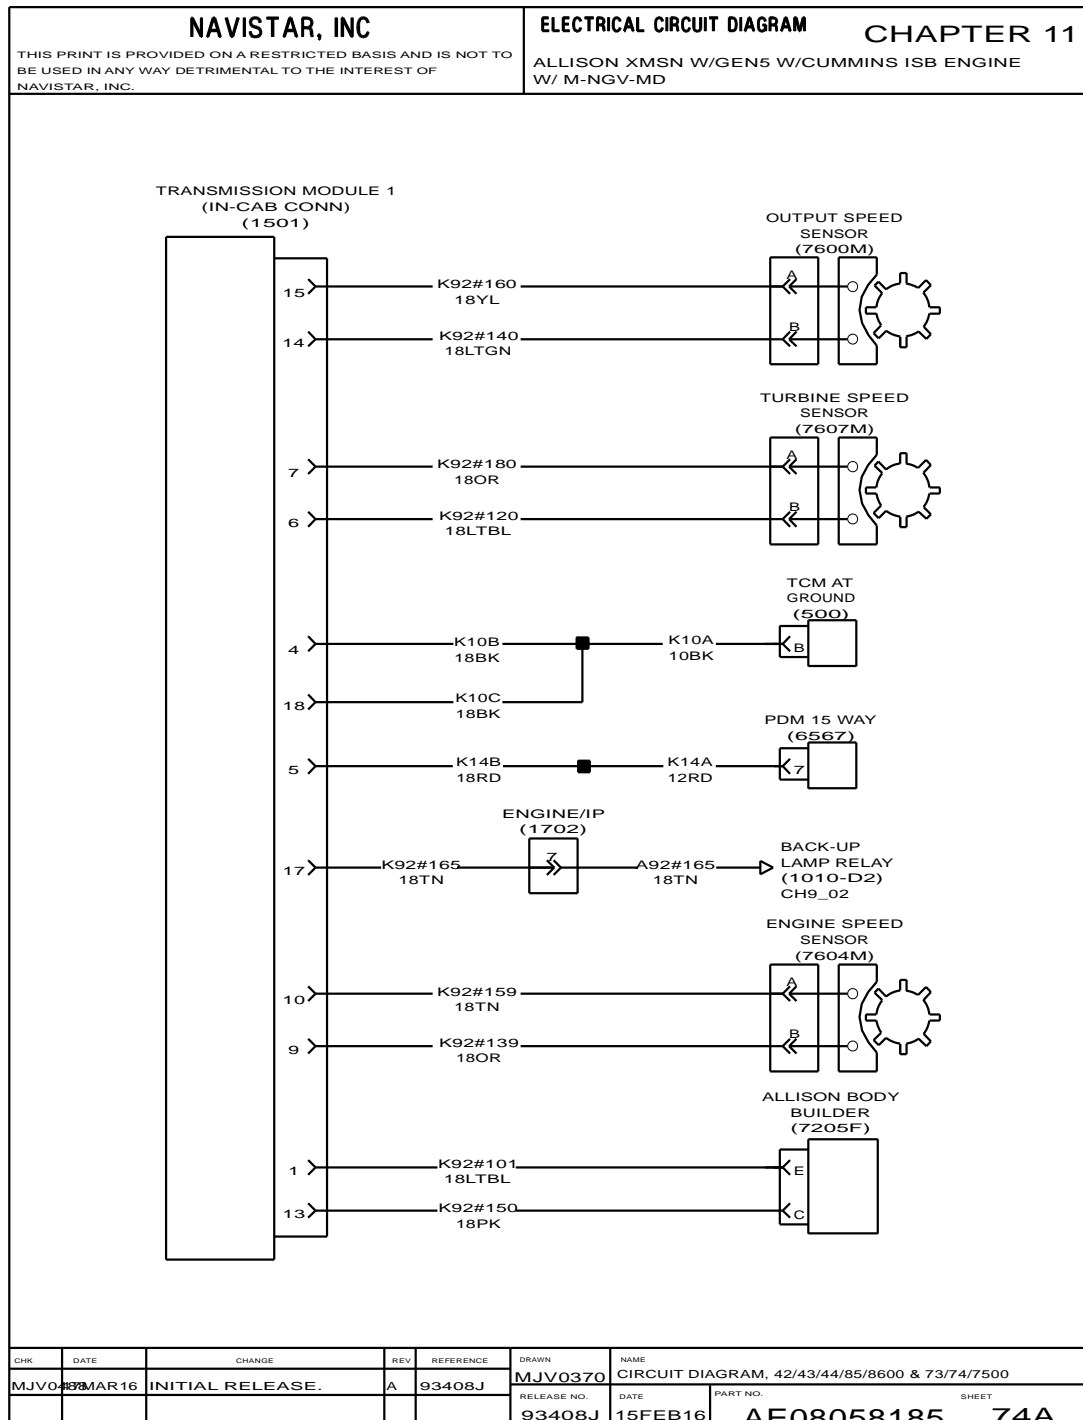 NAVISTAR, INC
THIS PRINT IS PROVIDED ON A RESTRICTED BASIS AND IS NOT TO
BE USED IN ANY WAY DETRIMENTAL TO THE INTEREST OF
NAVISTAR, INC.
ELECTRICAL CIRCUIT DIAGRAM
CHAPTER 11
ALLISON XMSN W/GEN5 W/CUMMINS ISB ENGINE
W/ M-NGV-MD
TRANSMISSION MODULE 1
(IN-CAB CONN)
(1501)
OUTPUT SPEED
SENSOR
(7600M)
15
K92#160
18YL
A
14
K92#140
18LTGN
B
TURBINE SPEED
SENSOR
(7607M)
7
K92#180
18OR
A
6
K92#120
18LTBL
B
TCM AT
GROUND
(500)
4
K10B
18BK
K10A
10BK
B
18
K10C
18BK
PDM 15 WAY
(6567)
5
K14B
18RD
K14A
12RD
7
ENGINE/IP
(1702)
17
K92#165
18TN
7
A92#165
18TN
BACK-UP
LAMP RELAY
(1010-D2)
CH9_02
ENGINE SPEED
SENSOR
(7604M)
10
K92#159
18TN
A
9
K92#139
18OR
B
ALLISON BODY
BUILDER
(7205F)
1
K92#101
18LTBL
E
13
K92#150
18PK
C
CHK DATE CHANGE REV REFERENCE
INITIAL RELEASE. A 93408J
DRAWN
MJV0370
NAME
CIRCUIT DIAGRAM, 42/43/44/85/8600 & 73/74/7500
RELEASE NO.
93408J
DATE
15FEB16
PART NO.
AE08058185
SHEET
74A